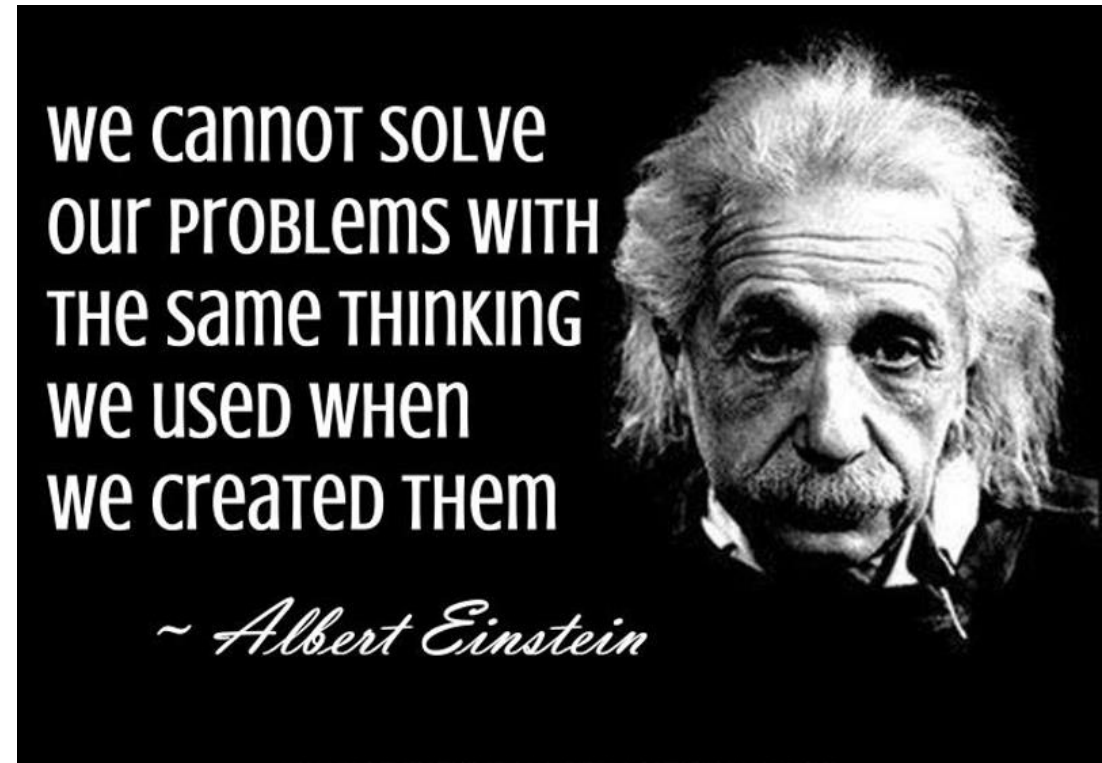 we cannot solve
our problems with
the same thinking
we used when
we created them
~ Albert Einstein